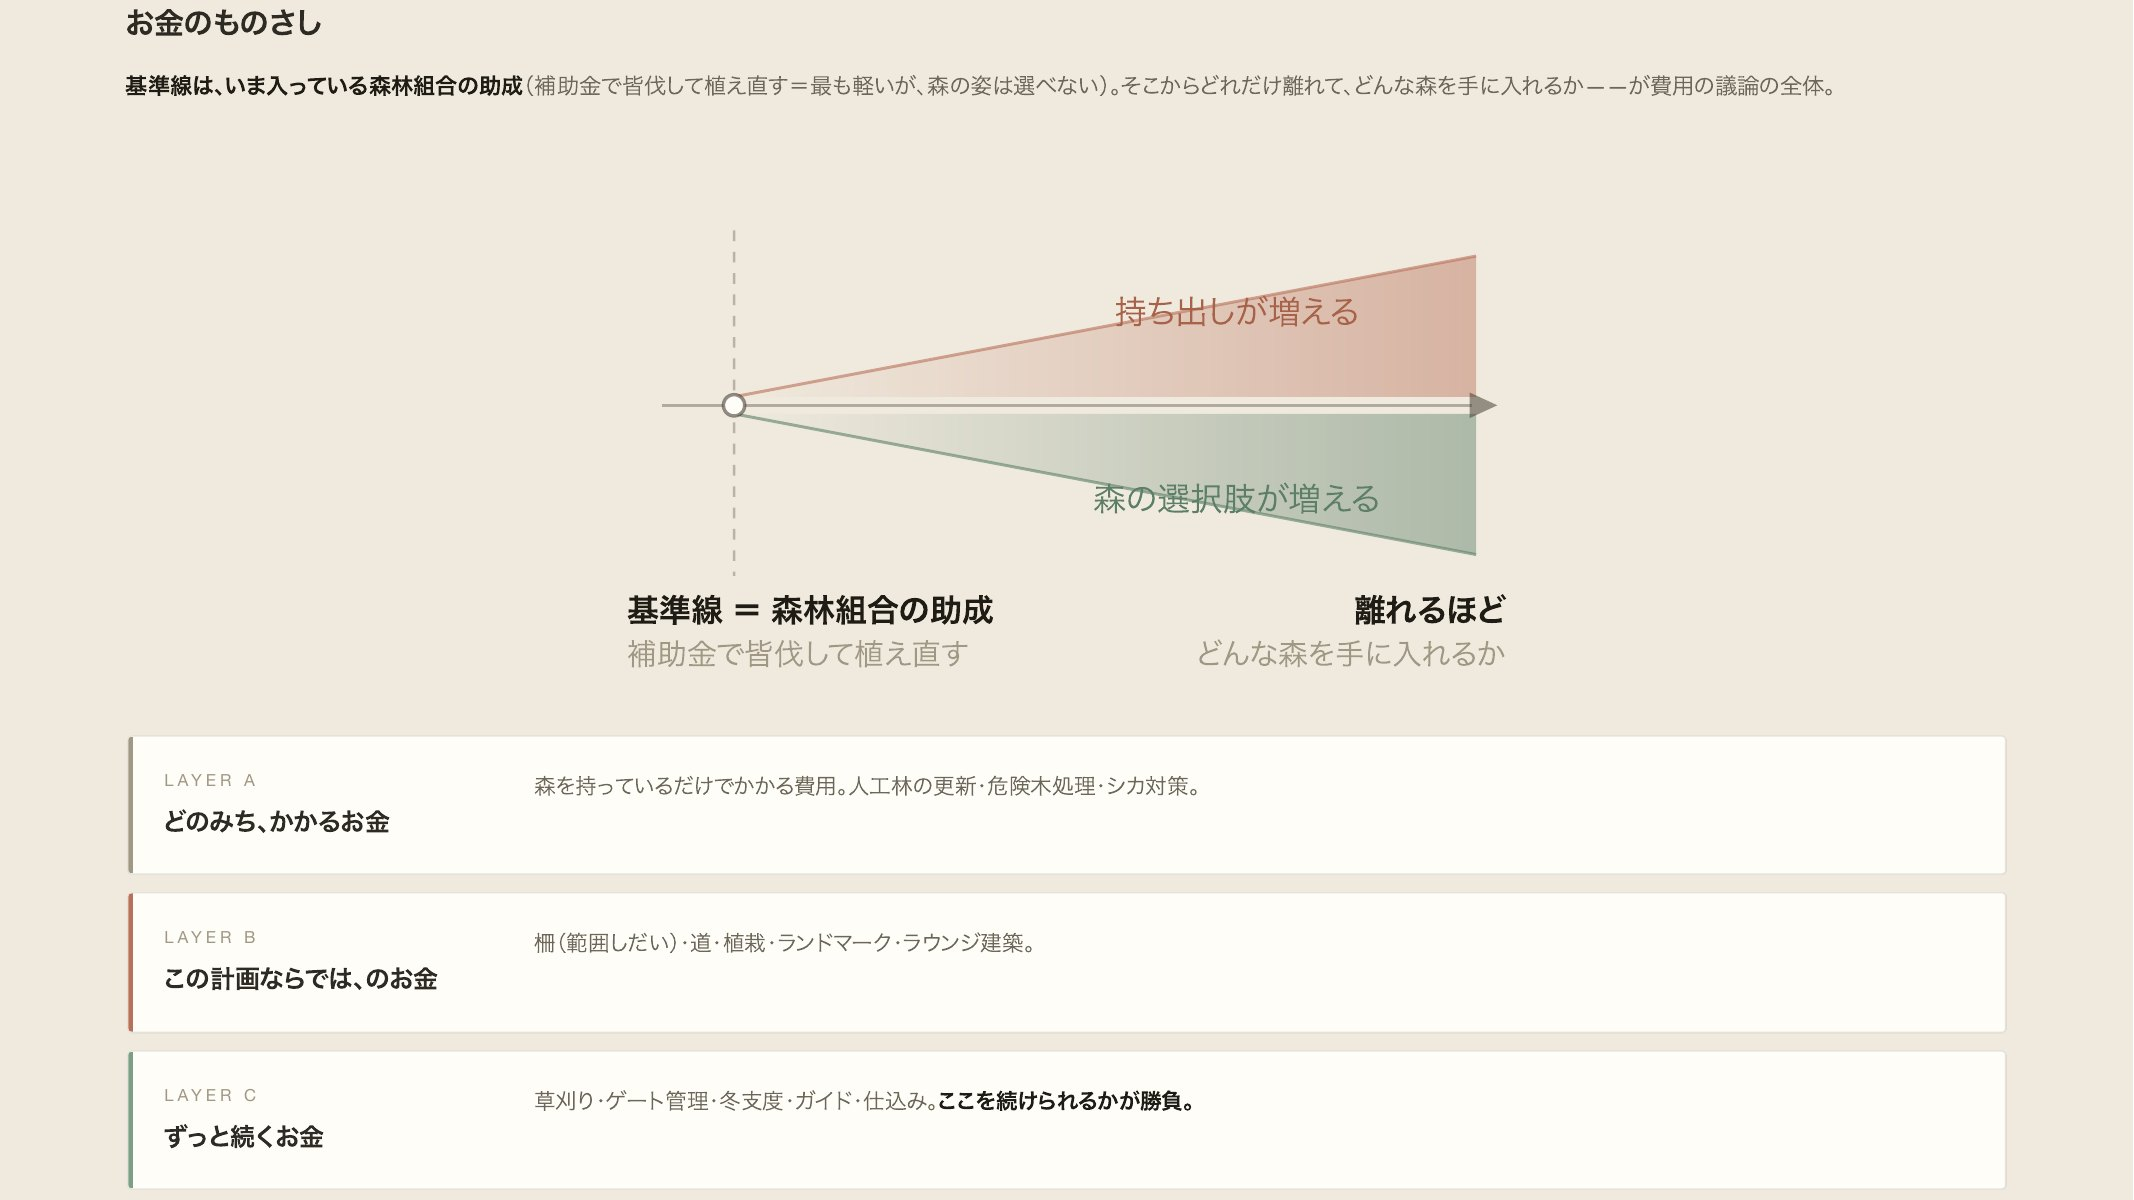 お金のものさし
基準線は、いま入っている森林組合の助成（補助金で皆伐して植え直す＝最も軽いが、森の姿は選べない）。そこからどれだけ離れて、どんな森を手に入れるか——が費用の議論の全体。
持ち出しが増える
森の選択肢が増える
基準線 ＝ 森林組合の助成
離れるほど
補助金で皆伐して植え直す
どんな森を手に入れるか
LAYER A
どのみち、かかるお金
森を持っているだけでかかる費用。人工林の更新・危険木処理・シカ対策。
LAYER B
この計画ならでは、のお金
柵（範囲しだい）・道・植栽・ランドマーク・ラウンジ建築。
LAYER C
ずっと続くお金
草刈り・ゲート管理・冬支度・ガイド・仕込み。ここを続けられるかが勝負。